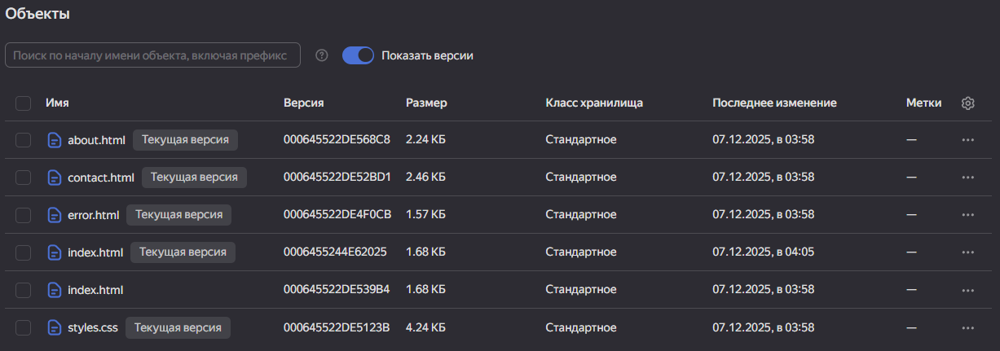 Объекты
Поиск по началу имени объекта, включая префикс ? Показать версии
Имя Версия Размер Класс хранилища Последнее изменение Метки
about.html Текущая версия 000645522DE568C8 2.24 КБ Стандартное 07.12.2025, в 03:58 —
contact.html Текущая версия 000645522DE52BD1 2.46 КБ Стандартное 07.12.2025, в 03:58 —
error.html Текущая версия 000645522DE4F0CB 1.57 КБ Стандартное 07.12.2025, в 03:58 —
index.html Текущая версия 0006455244E62025 1.68 КБ Стандартное 07.12.2025, в 04:05 —
index.html 000645522DE539B4 1.68 КБ Стандартное 07.12.2025, в 03:58 —
styles.css Текущая версия 000645522DE5123B 4.24 КБ Стандартное 07.12.2025, в 03:58 —